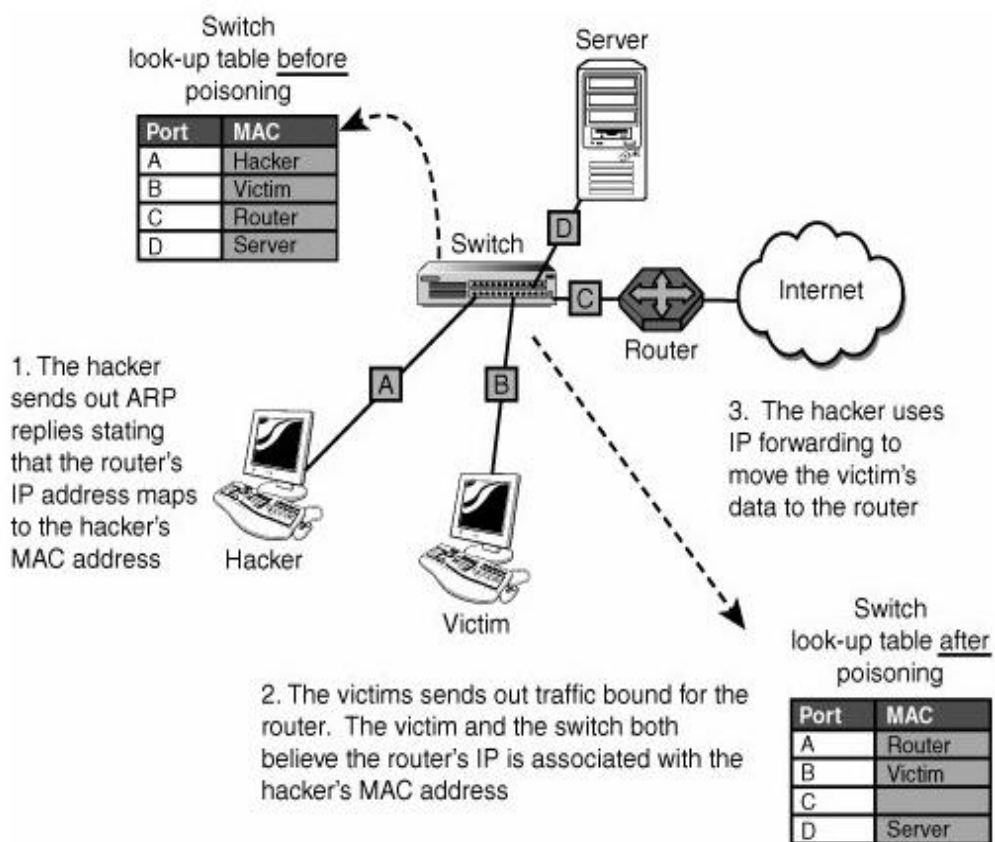 Switch
look-up table before
poisoning
Port MAC
A Hacker
B Victim
C Router
D Server
Server
D
Switch
C
Router
Internet
1. The hacker
sends out ARP
replies stating
that the router's
IP address maps
to the hacker's
MAC address
A
Hacker
B
Victim
3. The hacker uses
IP forwarding to
move the victim's
data to the router
2. The victims sends out traffic bound for the
router. The victim and the switch both
believe the router's IP is associated with the
hacker's MAC address
Switch
look-up table after
poisoning
Port MAC
A Router
B Victim
C
D Server